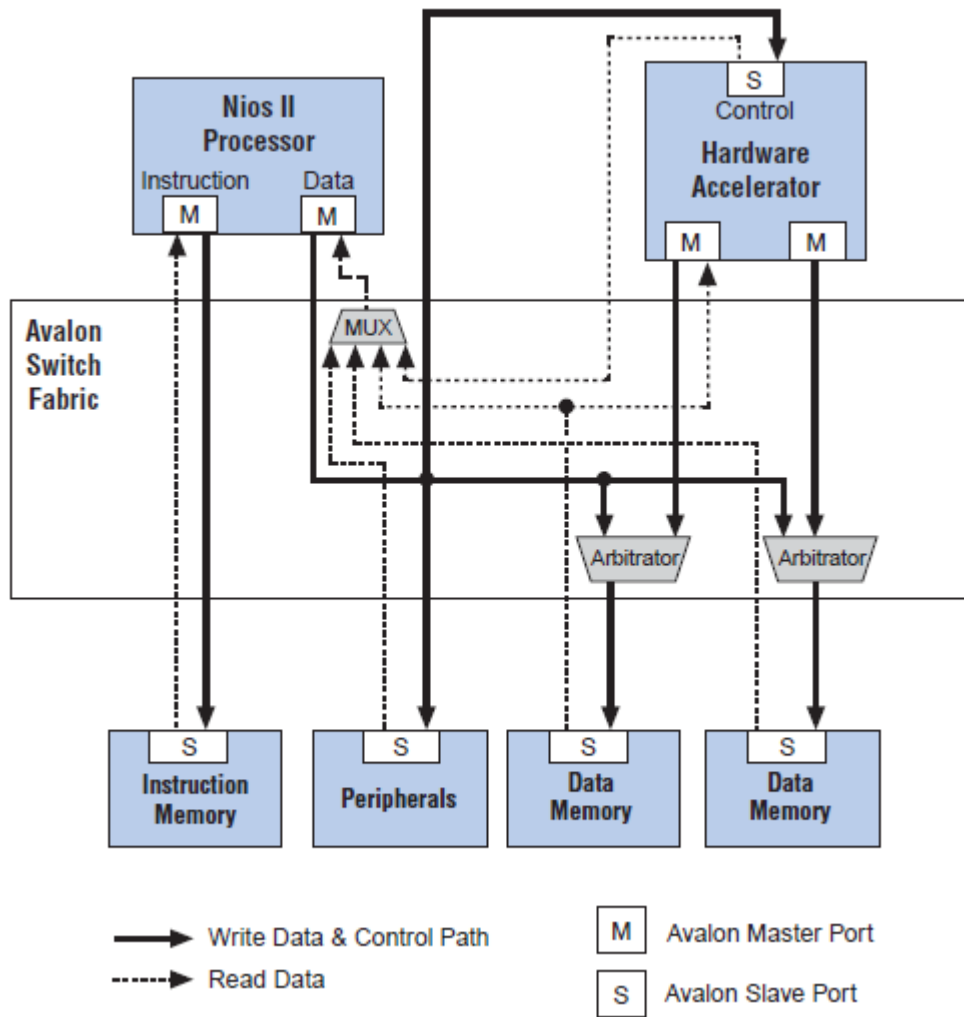 Nios II
Processor
Instruction
Data
M
M
S
Control
Hardware
Accelerator
M
M
Avalon
Switch
Fabric
MUX
Arbitrator
Arbitrator
S
Instruction
Memory
S
Peripherals
S
Data
Memory
S
Data
Memory
Write Data & Control Path
Read Data
M
Avalon Master Port
S
Avalon Slave Port